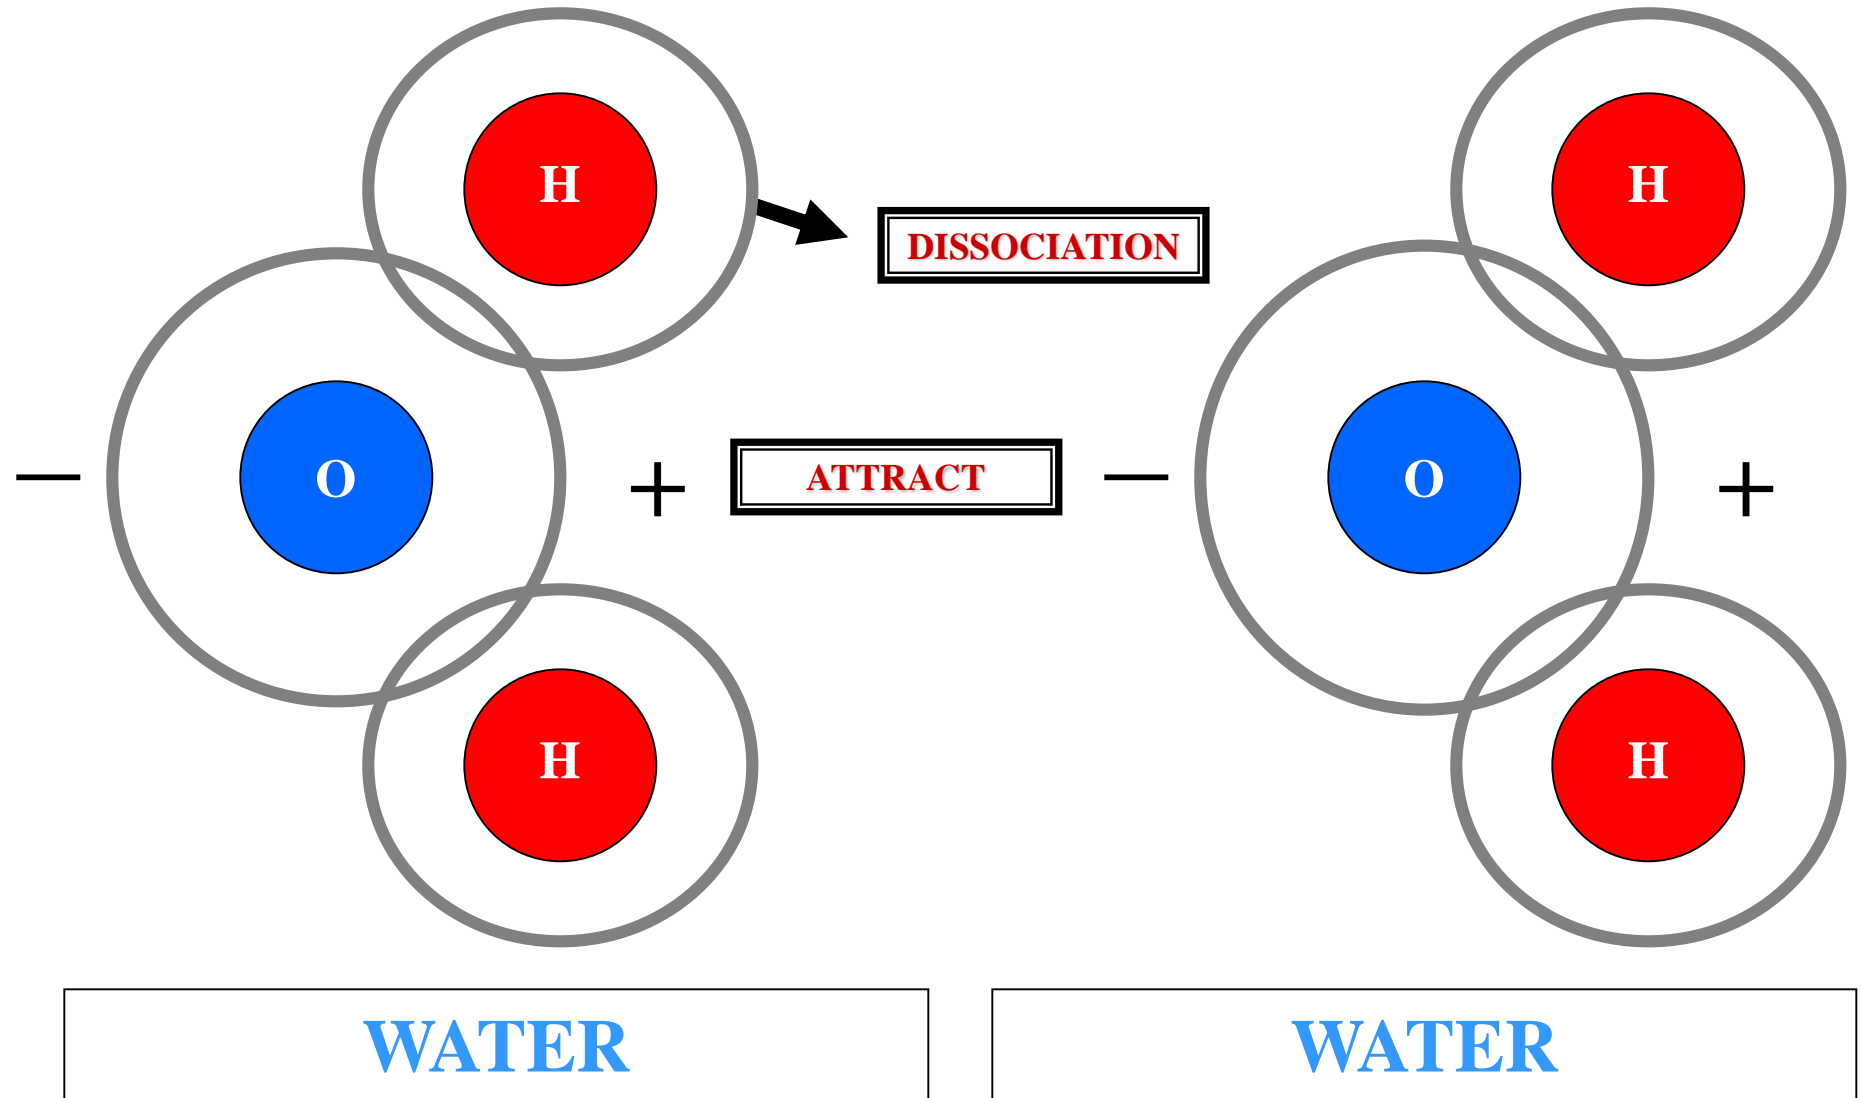 H
H
DISSOCIATION
— O + ATTRACT — O +
H
H
WATER
WATER